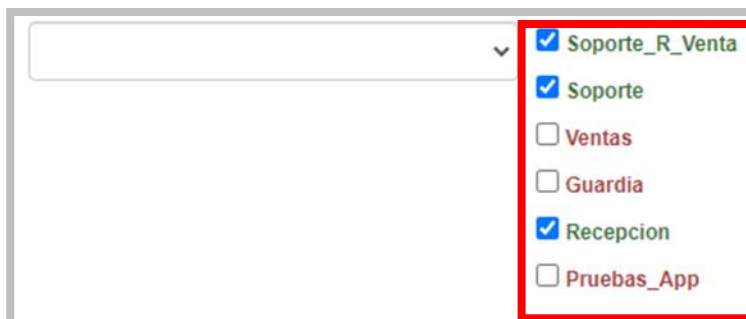 Soporte_R_Venta
Soporte
Ventas
Guardia
Recepcion
Pruebas_App